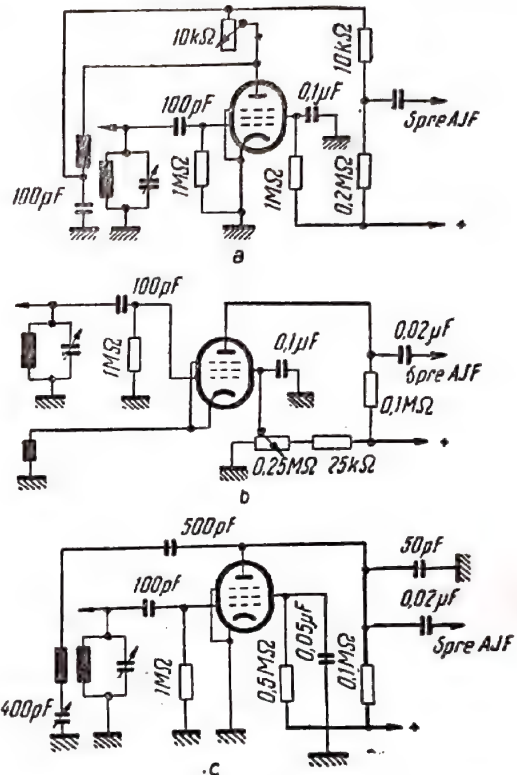 10kΩ
10kΩ
100pF
0,1µF
Spre AJF
100pF
1MΩ
1MΩ
0,2MΩ
+
a
100pF
0,02µF
1MΩ
0,1µF
spre AJF
0,1MΩ
+
0,25MΩ
25kΩ
b
500pF
50pF
100pF
0,02µF
Spre AJF
1MΩ
0,5MΩ
0,05µF
0,1MΩ
400pF
+
c